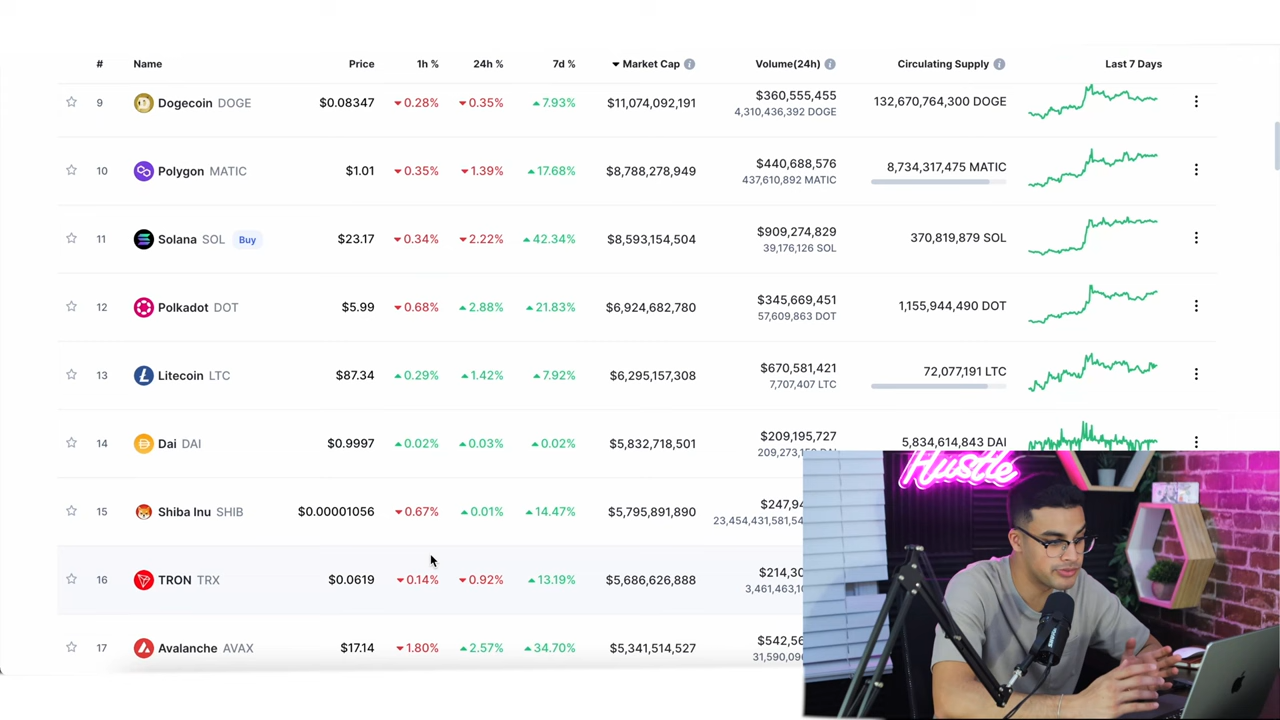 # Name Price 1h % 24h % 7d % Market Cap Volume(24h) Circulating Supply Last 7 Days
9 Dogecoin DOGE $0.08347 0.28% 0.35% 7.93% $11,074,092,191 $360,555,455 132,670,764,300 DOGE
4,310,436,392 DOGE
10 Polygon MATIC $1.01 0.35% 1.39% 17.68% $8,788,278,949 $440,688,576 8,734,317,475 MATIC
437,610,892 MATIC
11 Solana SOL Buy $23.17 0.34% 2.22% 42.34% $8,593,154,504 $909,274,829 370,819,879 SOL
39,176,126 SOL
12 Polkadot DOT $5.99 0.68% 2.88% 21.83% $6,924,682,780 $345,669,451 1,155,944,490 DOT
57,609,863 DOT
13 Litecoin LTC $87.34 0.29% 1.42% 7.92% $6,295,157,308 $670,581,421 72,077,191 LTC
7,707,407 LTC
14 Dai DAI $0.9997 0.02% 0.03% 0.02% $5,832,718,501 $209,195,727 5,834,614,843 DAI
15 Shiba Inu SHIB $0.00001056 0.67% 0.01% 14.47% $5,795,891,890
16 TRON TRX $0.0619 0.14% 0.92% 13.19% $5,686,626,888
17 Avalanche AVAX $17.14 1.80% 2.57% 34.70% $5,341,514,527
Hustle